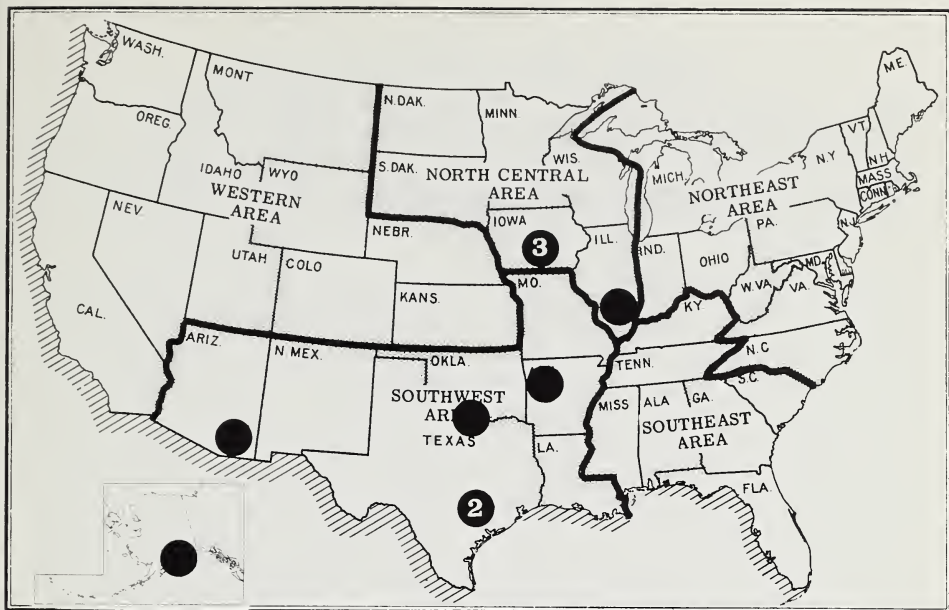 WASH.
MONT
N. DAK.
MINN.
ME.
OREG.
IDAHO
WYO
S. DAK.
WIS.
MICH.
N.Y.
VT.
NH
MASS
CONN.
WESTERN
AREA
NORTH CENTRAL
AREA
NORTHEAST
AREA
NEV.
UTAH
COLO
NEBR.
IOWA
3
ILL.
IND.
OHIO
PA.
N.J.
MD.
W. VA.
VA.
CAL.
KANS.
MO.
KY.
ARIZ.
N. MEX.
OKLA.
TENN.
N.C
S.C.
SOUTHWEST
AREA
TEXAS
LA.
MISS
ALA
GA.
SOUTHEAST
AREA
2
FLA.